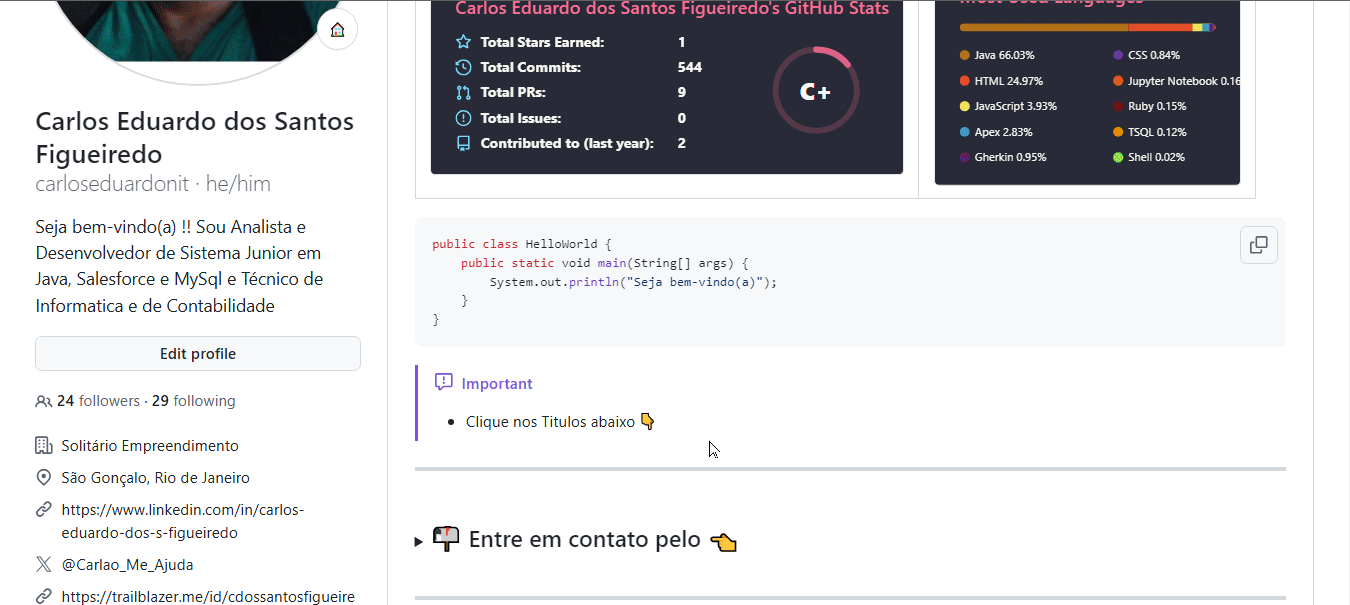 Carlos Eduardo dos Santos
Figueiredo
carloseduardonit · he/him
Seja bem-vindo(a) !! Sou Analista e
Desenvolvedor de Sistema Junior em
Java, Salesforce e MySql e Técnico de
Informatica e de Contabilidade
Edit profile
24 followers · 29 following
Solitário Empreendimento
São Gonçalo, Rio de Janeiro
https://www.linkedin.com/in/carlos-
eduardo-dos-s-figueiredo
@Carlao_Me_Ajuda
https://trailblazer.me/id/cdossantosfigueire
Carlos Eduardo dos Santos Figueiredo's GitHub Stats
Total Stars Earned: 1
Total Commits: 544
Total PRs: 9
Total Issues: 0
Contributed to (last year): 2
C+
Most Used Languages
Java 66.03%
HTML 24.97%
JavaScript 3.93%
Apex 2.83%
Gherkin 0.95%
CSS 0.84%
Jupyter Notebook 0.16
Ruby 0.15%
TSQL 0.12%
Shell 0.02%
public class HelloWorld {
    public static void main(String[] args) {
        System.out.println("Seja bem-vindo(a)");
    }
}
Important
• Clique nos Titulos abaixo 👇
📬 Entre em contato pelo 👈